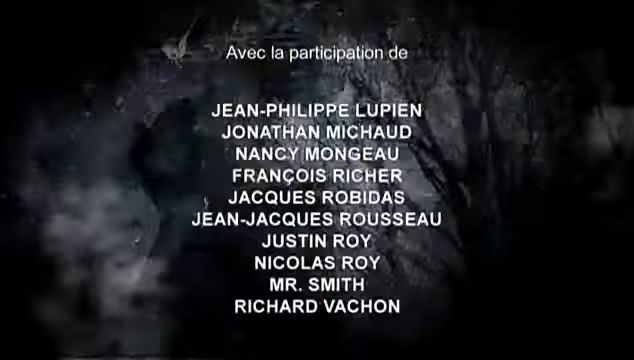 Avec la participation de
JEAN-PHILIPPE LUPIEN
JONATHAN MICHAUD
NANCY MONGEAU
FRANÇOIS RICHER
JACQUES ROBIDAS
JEAN-JACQUES ROUSSEAU
JUSTIN ROY
NICOLAS ROY
MR. SMITH
RICHARD VACHON